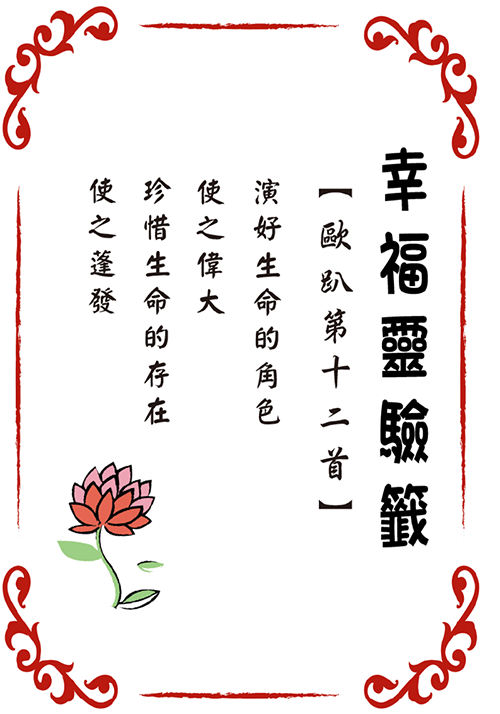 幸福靈驗籤
【歐趴第十二首】
演好生命的角色
使之偉大
珍惜生命的存在
使之蓬發